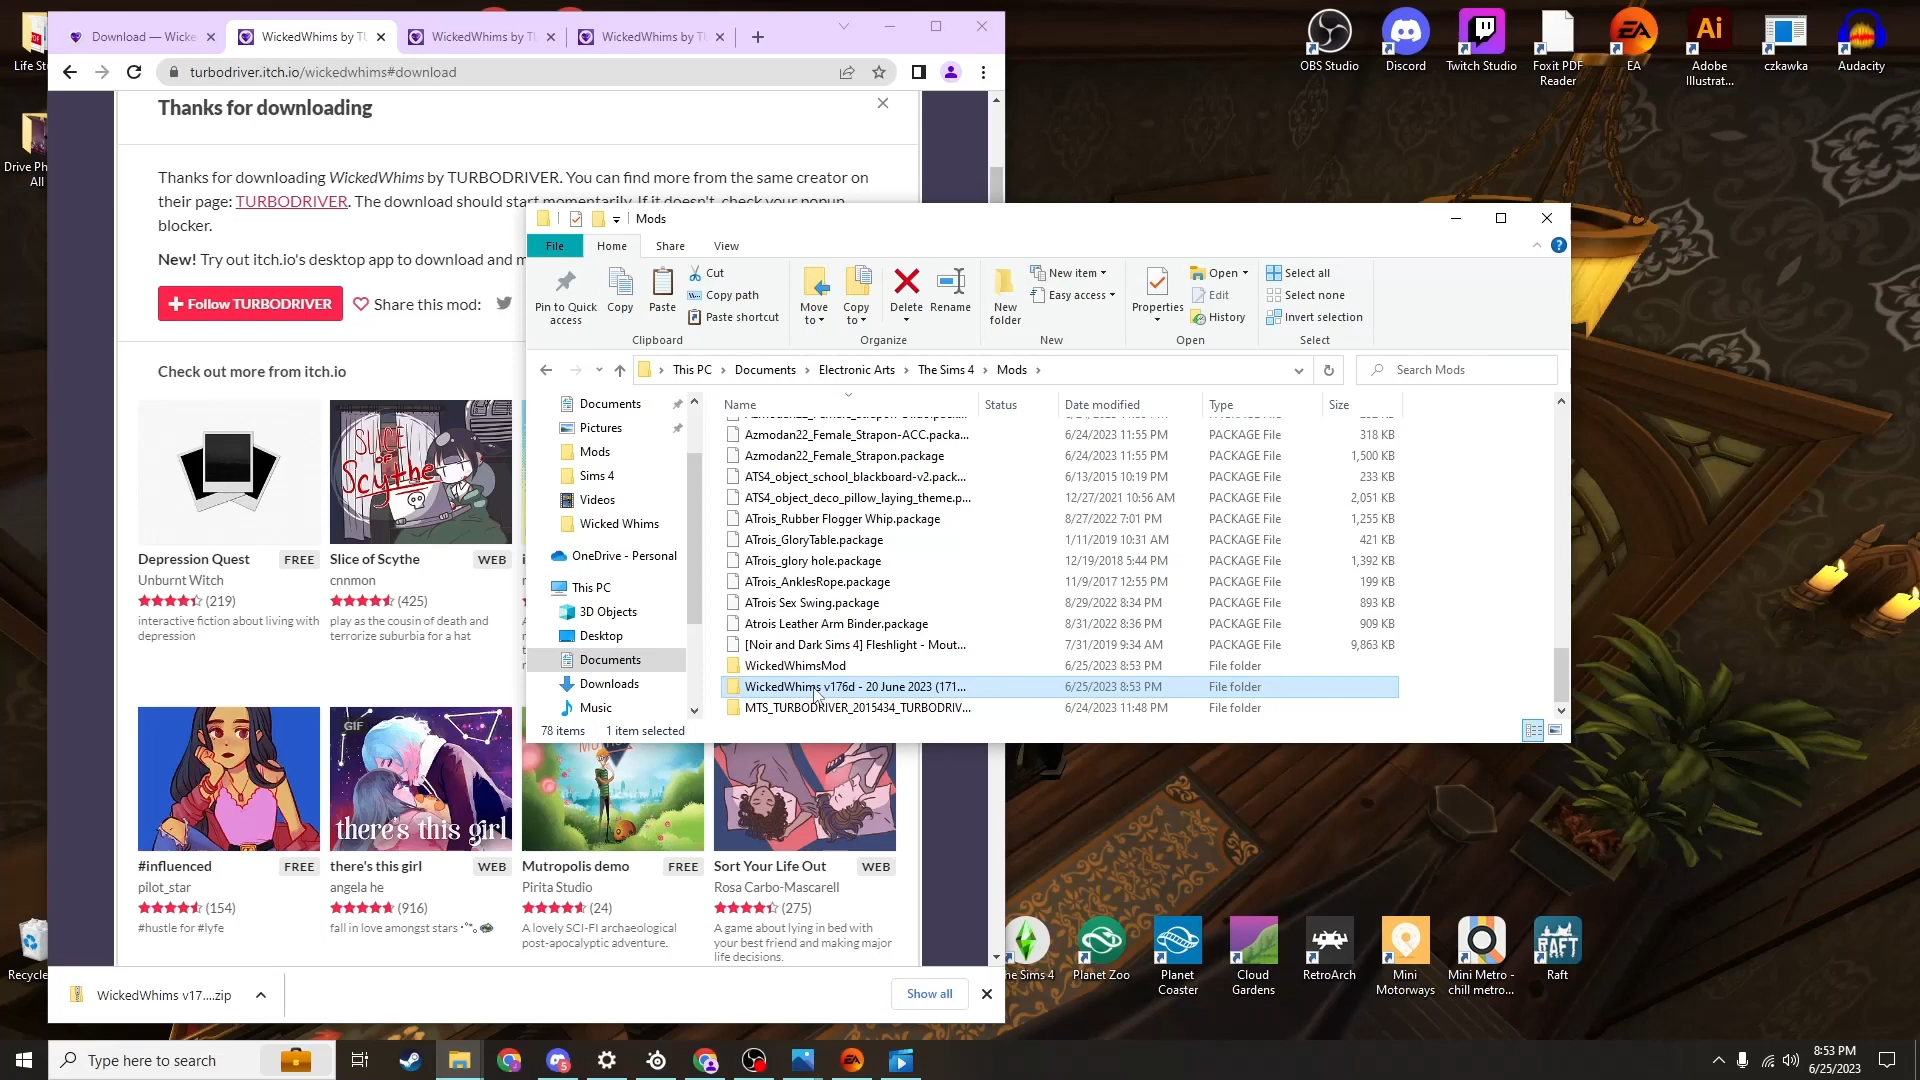 Download — Wicke
WickedWhims by TU
WickedWhims by TU
WickedWhims by TU
turbodriver.itch.io/wickedwhims#download
Thanks for downloading
Thanks for downloading WickedWhims by TURBODRIVER. You can find more from the same creator on
their page: TURBODRIVER. The download should start momentarily. If it doesn't, check your popup
blocker.
New! Try out itch.io's desktop app to download and m
Follow TURBODRIVER
Share this mod:
Check out more from itch.io
SLICE OF Scythe
Depression Quest FREE
Unburnt Witch
(219)
interactive fiction about living with
depression
Slice of Scythe WEB
cnnmon
(425)
play as the cousin of death and
terrorize suburbia for a hat
GIF
there's this girl
#influenced FREE
pilot_star
(154)
#hustle for #lyfe
there's this girl WEB
angela he
(916)
fall in love amongst stars
Mutropolis demo FREE
Pirita Studio
(24)
A lovely SCI-FI archaeological
post-apocalyptic adventure.
Sort Your Life Out WEB
Rosa Carbo-Mascarell
(275)
A game about lying in bed with
your best friend and making major
life decisions.
WickedWhims v17....zip
Show all
Mods
File Home Share View
Pin to Quick
access
Copy
Paste
Cut
Copy path
Paste shortcut
Clipboard
Move
to
Copy
to
Delete
Rename
Organize
New
folder
New item
Easy access
New
Properties
Open
Edit
History
Open
Select all
Select none
Invert selection
Select
This PC › Documents › Electronic Arts › The Sims 4 › Mods ›
Search Mods
Documents
Pictures
Mods
Sims 4
Videos
Wicked Whims
OneDrive - Personal
This PC
3D Objects
Desktop
Documents
Downloads
Music
Name Status Date modified Type Size
Azmodan22_Female_Strapon-ACC.packa... 6/24/2023 11:55 PM PACKAGE File 318 KB
Azmodan22_Female_Strapon.package 6/24/2023 11:55 PM PACKAGE File 1,500 KB
ATS4_object_school_blackboard-v2.pack... 6/13/2015 10:19 PM PACKAGE File 233 KB
ATS4_object_deco_pillow_laying_theme.p... 12/27/2021 10:56 AM PACKAGE File 2,051 KB
ATrois_Rubber Flogger Whip.package 8/27/2022 7:01 PM PACKAGE File 1,255 KB
ATrois_GloryTable.package 1/11/2019 10:31 AM PACKAGE File 421 KB
ATrois_glory hole.package 12/19/2018 5:44 PM PACKAGE File 1,392 KB
ATrois_AnklesRope.package 11/9/2017 12:55 PM PACKAGE File 199 KB
ATrois Sex Swing.package 8/29/2022 8:34 PM PACKAGE File 893 KB
Atrois Leather Arm Binder.package 8/31/2022 8:36 PM PACKAGE File 909 KB
[Noir and Dark Sims 4] Fleshlight - Mout... 7/31/2019 9:34 AM PACKAGE File 9,863 KB
WickedWhimsMod 6/25/2023 8:53 PM File folder
WickedWhims v176d - 20 June 2023 (171... 6/25/2023 8:53 PM File folder
MTS_TURBODRIVER_2015434_TURBODRIV... 6/24/2023 11:48 PM File folder
78 items 1 item selected
Life St
Drive Ph
All
Recycle
OBS Studio
Discord
Twitch Studio
Foxit PDF
Reader
EA
EA
Ai
Adobe
Illustrat...
czkawka
Audacity
he Sims 4
Planet Zoo
Planet
Coaster
Cloud
Gardens
RetroArch
Mini
Motorways
Mini Metro -
chill metro...
RAFT
Raft
Type here to search
8:53 PM
6/25/2023